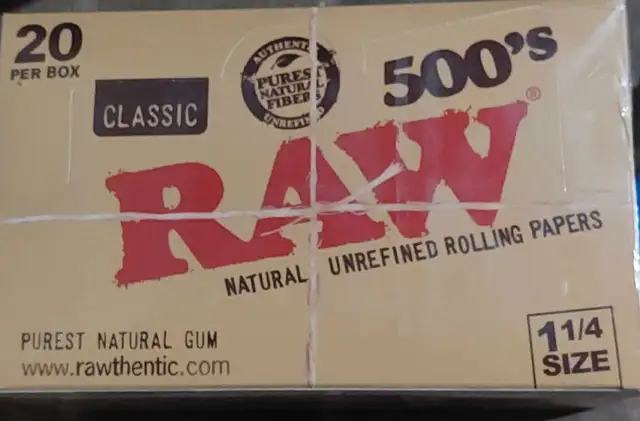 20
PER BOX
CLASSIC
AUTHENTIC
PUREST
NATURAL
FIBERS
UNREFINED
500's
RAW®
NATURAL UNREFINED ROLLING PAPERS
PUREST NATURAL GUM
www.rawthentic.com
1 1/4
SIZE